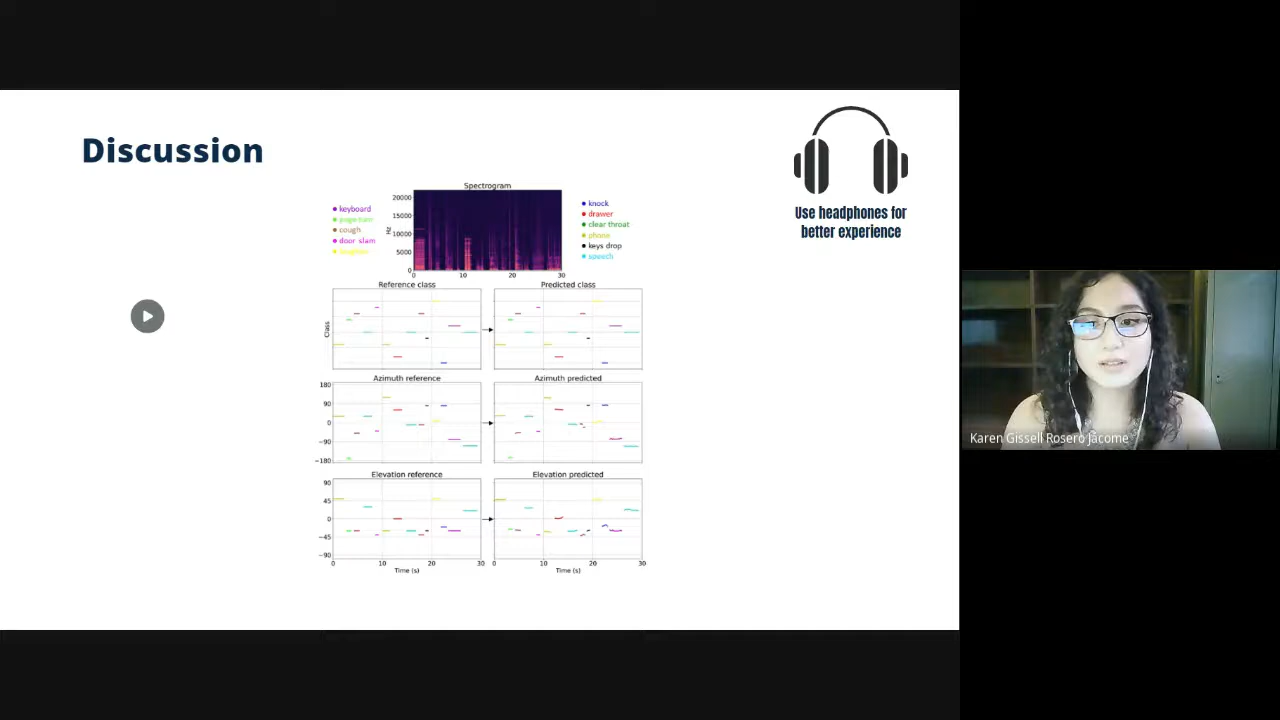 Discussion
Use headphones for
better experience
Spectrogram
keyboard
page turn
cough
door slam
20000
15000
10000
5000
0
Hz
0 10 20 30
knock
drawer
clear throat
phone
keys drop
speech
Reference class
Predicted class
Class
Azimuth reference
Azimuth predicted
180
90
0
−90
−180
Elevation reference
Elevation predicted
90
45
0
−45
−90
0 10 20 30
0 10 20 30
Time (s)
Time (s)
Karen Gissell Rosero Jácome